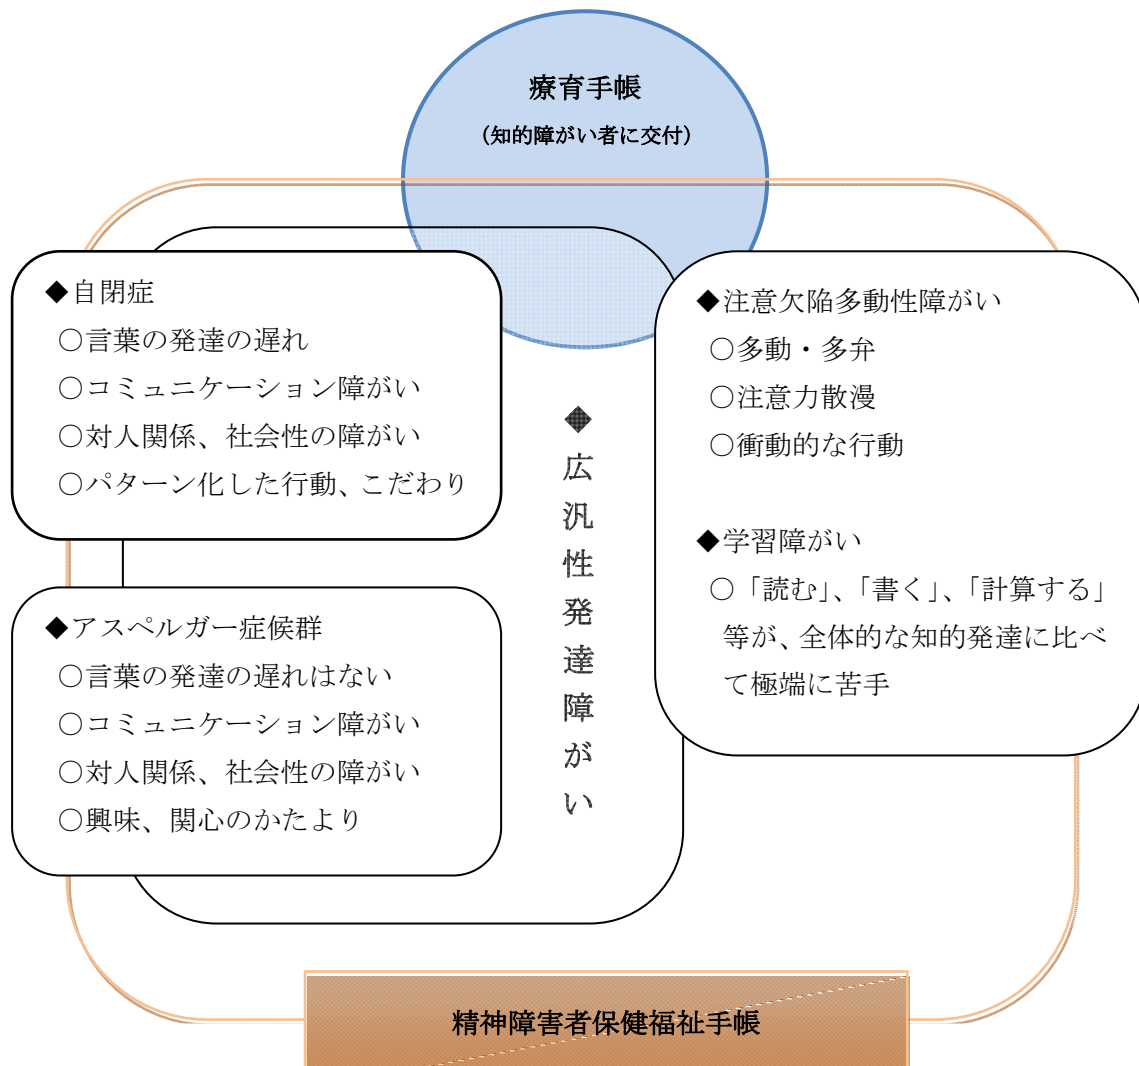 療育手帳
（知的障がい者に交付）
◆自閉症
○言葉の発達の遅れ
○コミュニケーション障がい
○対人関係、社会性の障がい
○パターン化した行動、こだわり
◆アスペルガー症候群
○言葉の発達の遅れはない
○コミュニケーション障がい
○対人関係、社会性の障がい
○興味、関心のかたより
◆広汎性発達障がい
◆注意欠陥多動性障がい
○多動・多弁
○注意力散漫
○衝動的な行動
◆学習障がい
○「読む」、「書く」、「計算する」
等が、全体的な知的発達に比べ
て極端に苦手
精神障害者保健福祉手帳